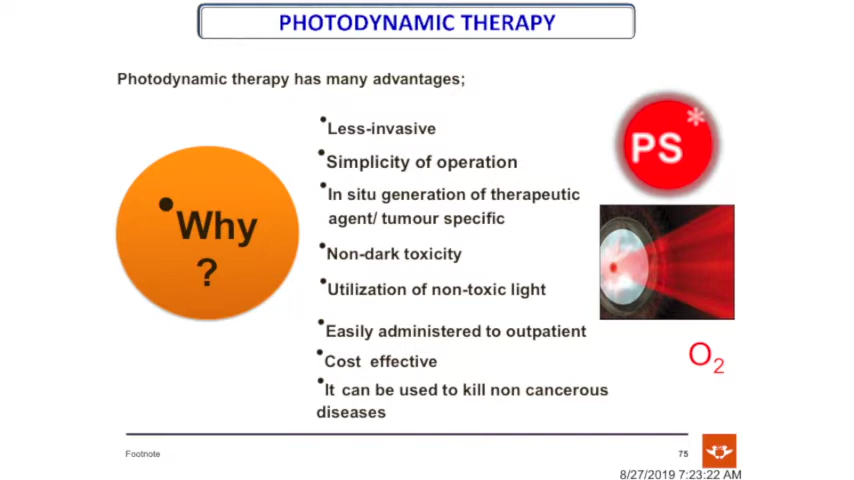 PHOTODYNAMIC THERAPY
Photodynamic therapy has many advantages;
•Why
?
•Less-invasive
•Simplicity of operation
•In situ generation of therapeutic
agent/ tumour specific
•Non-dark toxicity
•Utilization of non-toxic light
•Easily administered to outpatient
•Cost effective
•It can be used to kill non cancerous
diseases
PS*
O2
Footnote
75
8/27/2019 7:23:22 AM